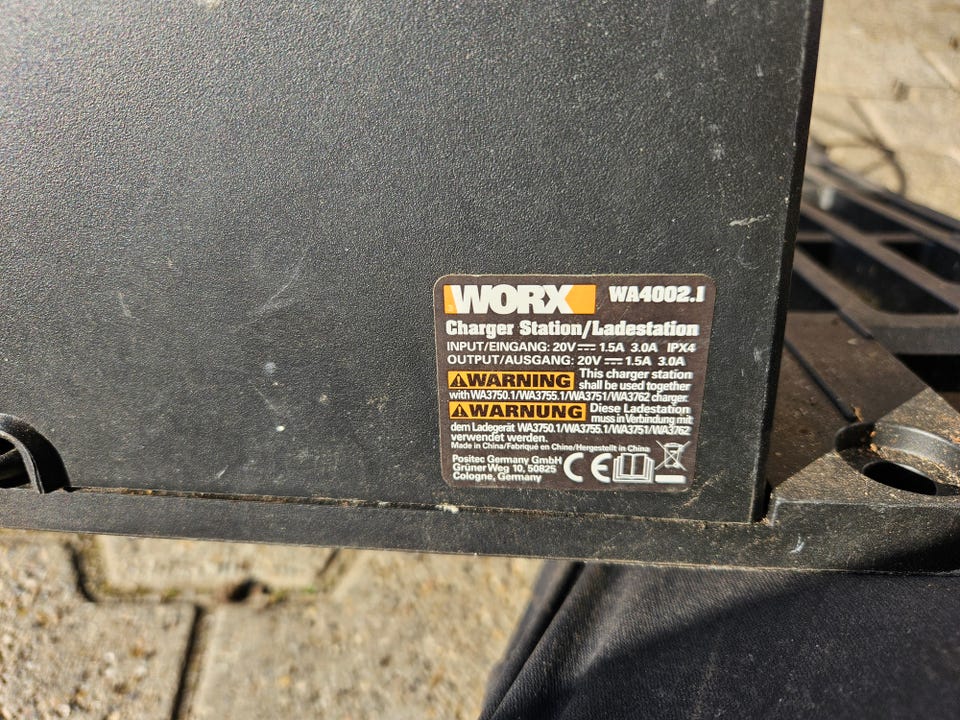 WORX WA4002.1
Charger Station/Ladestation
INPUT/EINGANG: 20V⎓1.5A 3.0A IPX4
OUTPUT/AUSGANG: 20V⎓1.5A 3.0A
WARNING This charger station
shall be used together
with WA3750.1/WA3755.1/WA3751/WA3762 charger.
WARNUNG Diese Ladestation
muss in Verbindung mit
dem Ladegerät WA3750.1/WA3755.1/WA3751/WA3762
verwendet werden.
Made in China/Fabriqué en Chine/Hergestellt in China
Positec Germany GmbH
Grüner Weg 10, 50825
Cologne, Germany
CE